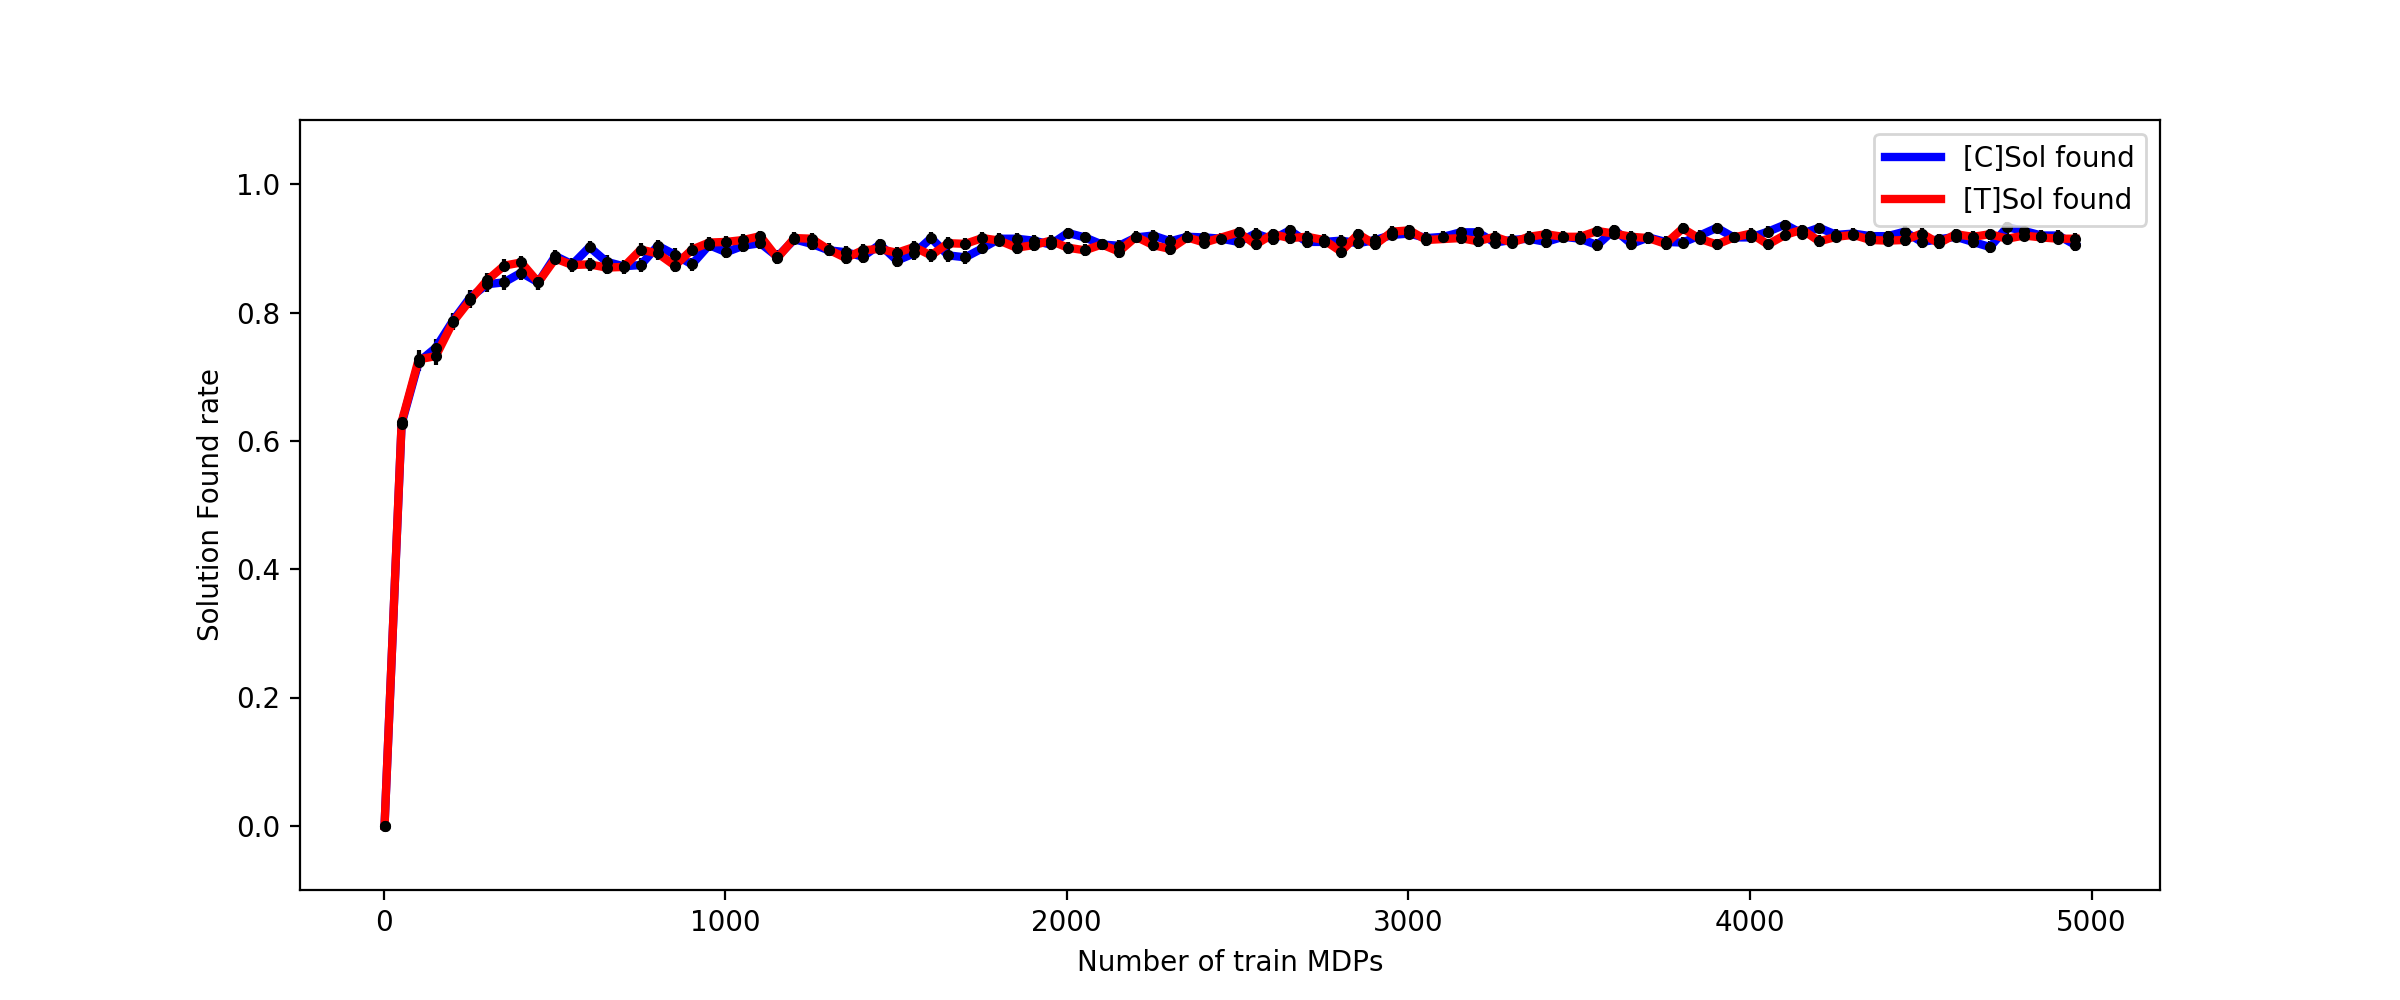 [C]Sol found
[T]Sol found
1.0
0.8
0.6
0.4
0.2
0.0
Solution Found rate
0 1000 2000 3000 4000 5000
Number of train MDPs